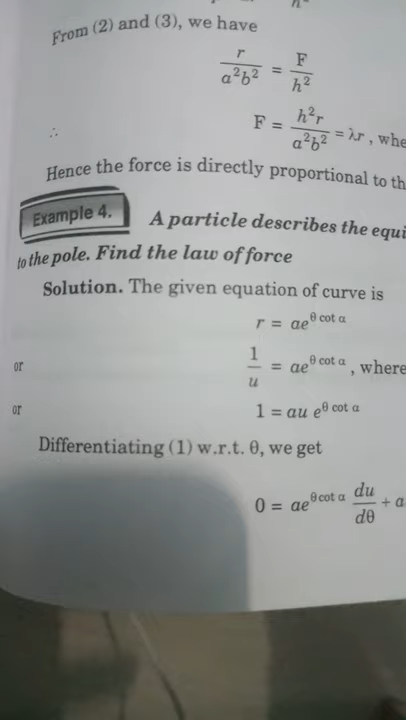 From (2) and (3), we have
r/a²b² = F/h²
∴ F = h²r/a²b² = λr , whe
Hence the force is directly proportional to th
Example 4. A particle describes the equi
to the pole. Find the law of force
Solution. The given equation of curve is
r = ae^(θ cot α)
or 1/u = ae^(θ cot α) , where
or 1 = au e^(θ cot α)
Differentiating (1) w.r.t. θ, we get
0 = ae^(θ cot α) du/dθ + a